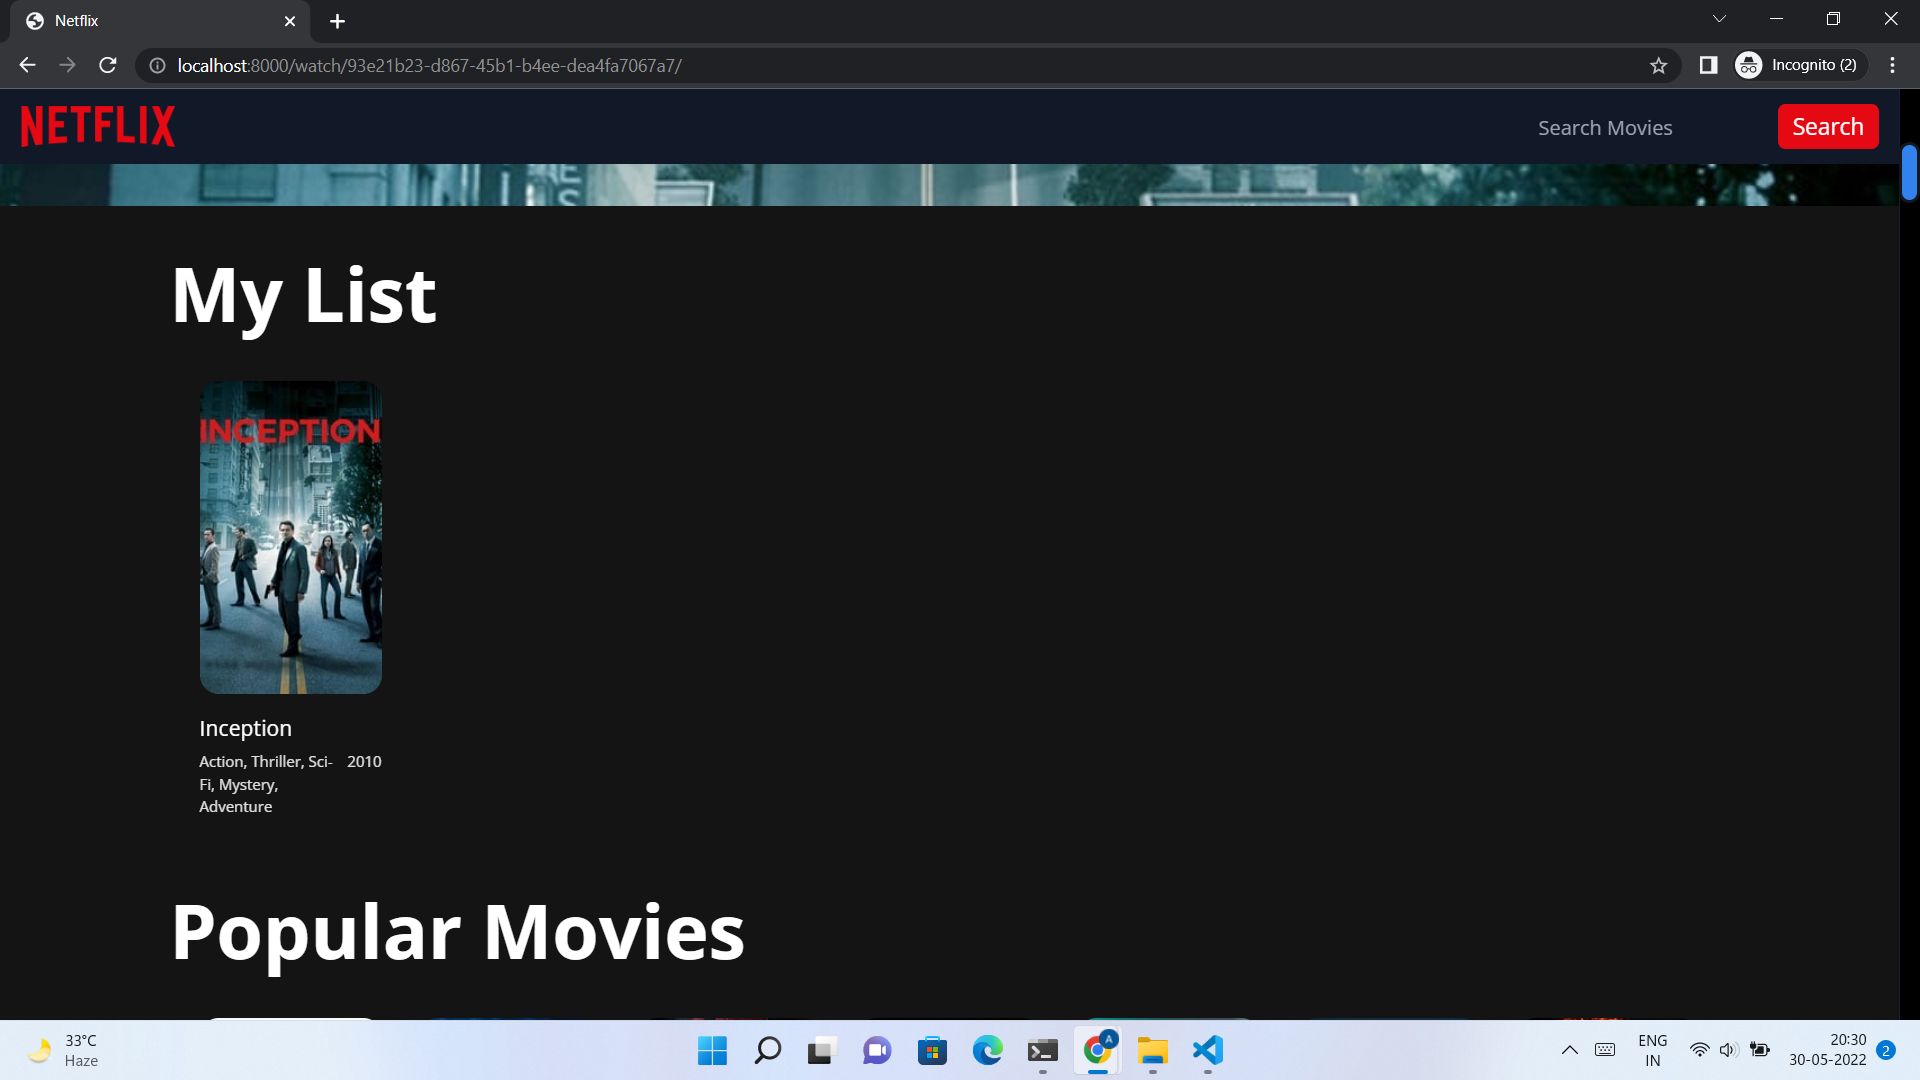 Netflix
localhost:8000/watch/93e21b23-d867-45b1-b4ee-dea4fa7067a7/
Incognito (2)
NETFLIX
Search Movies
Search
My List
INCEPTION
Inception
Action, Thriller, Sci- 2010
Fi, Mystery,
Adventure
Popular Movies
33°C
Haze
A
ENG
IN
20:30
30-05-2022
2